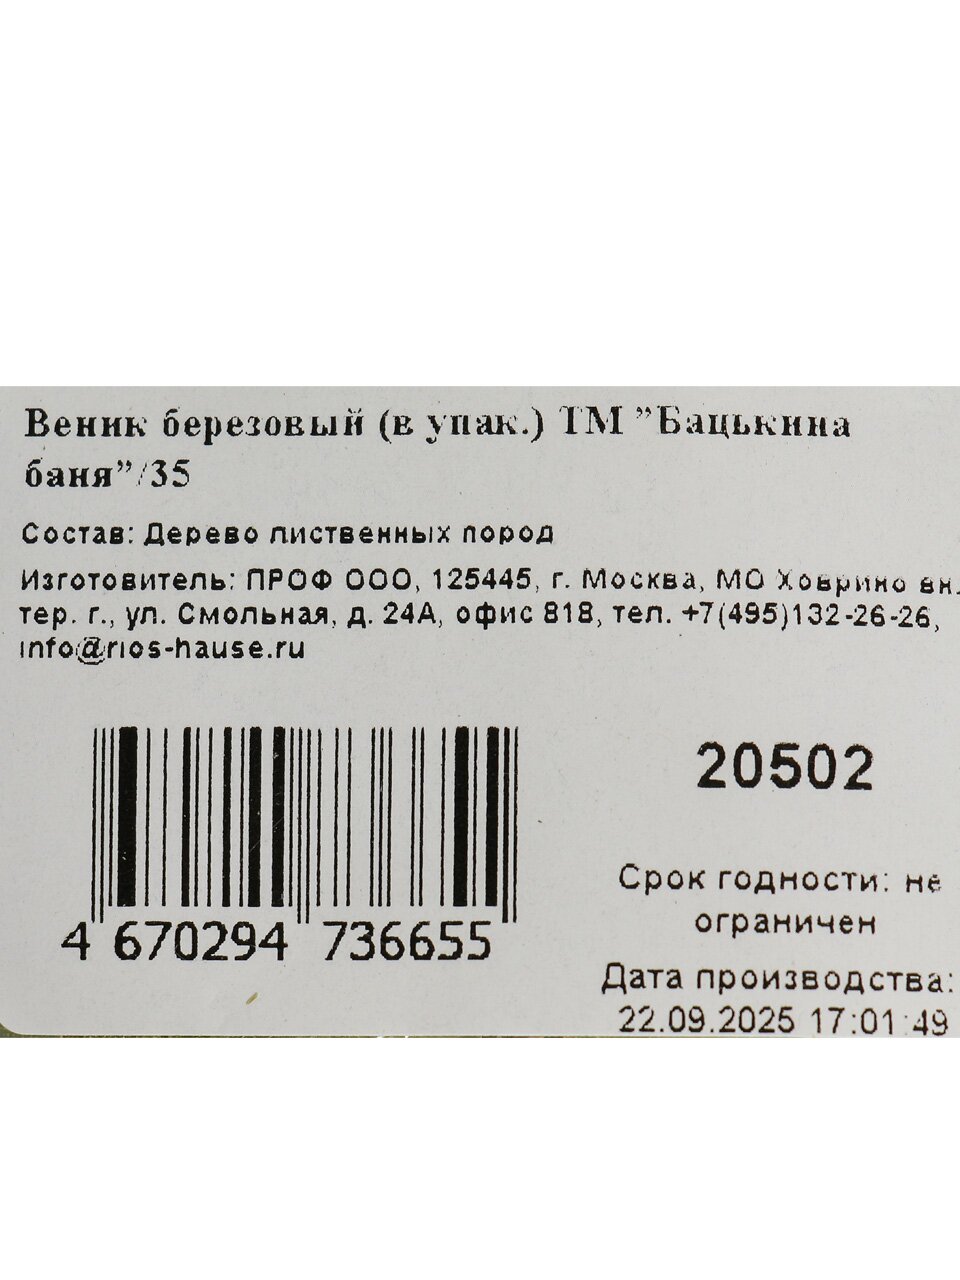 Веник березовый (в упак.) ТМ ”Бацькина
баня”/35
Состав: Дерево лиственных пород
Изготовитель: ПРОФ ООО, 125445, г. Москва, МО Ховрино вн.
тер. г., ул. Смольная, д. 24А, офис 818, тел. +7(495)132-26-26,
info@rios-hause.ru
20502
Срок годности: не
ограничен
4 670294 736655
Дата производства:
22.09.2025 17:01:49